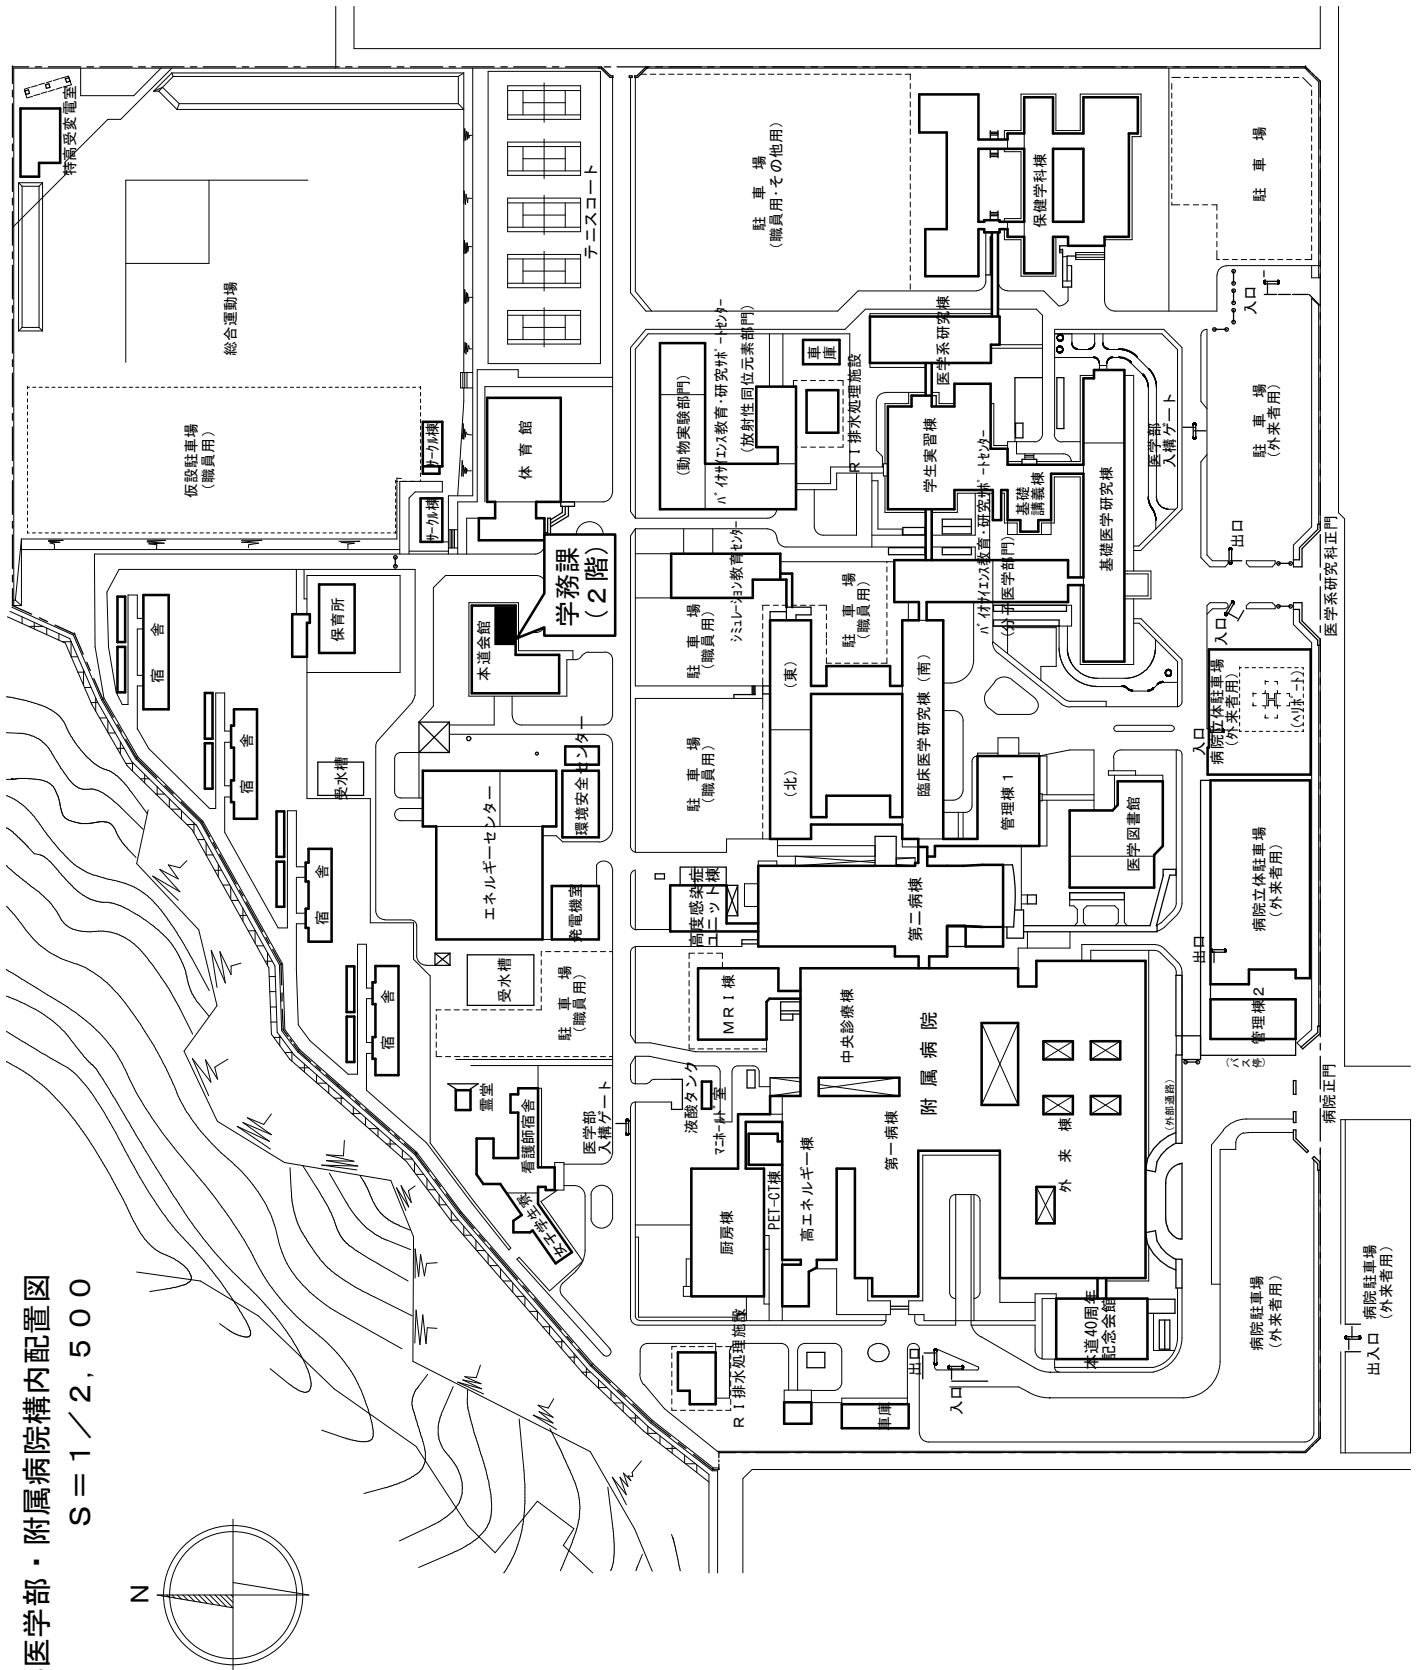 医学部・附属病院構内配置図
S=1/2,500
N
特高受変電室
総合運動場
仮設駐車場
(職員用)
テニスコート
サークル棟
サークル棟
体育館
学務課
(2階)
本道会館
保育所
宿舎
宿舎
宿舎
宿舎
受水槽
エネルギーセンター
環境安全センター
発電機室
受水槽
駐車場
(職員用)
霊堂
看護師宿舎
女子学生寮
医学部
入構ゲート
駐車場
(職員用・その他用)
保健学科棟
駐車場
入口
(動物実験部門)
バイオサイエンス教育・研究サポートセンター
(放射性同位元素部門)
車庫
RI排水処理施設
医学系研究棟
学生実習棟
基礎
講義棟
バイオサイエンス教育・研究サポートセンター
(分子医学部門)
基礎医学研究棟
医学部
入構ゲート
駐車場
(外来者用)
出口
入口
医学系研究科正門
シミュレーション教育センター
駐車場
(職員用)
駐車場
(職員用)
駐車場
(職員用)
(東)
(北)
臨床医学研究棟(南)
管理棟1
医学図書館
入口
病院立体駐車場
(外来者用)
(ヘリポート)
病院立体駐車場
(外来者用)
出口
管理棟2
(バス停)
病院正門
高度感染症
ユニット棟
第二病棟
MRI棟
中央診療棟
附属病院
第一病棟
外来棟
(外部通路)
液酸タンク
マニホールド室
PET-CT棟
高エネルギー棟
厨房棟
RI排水処理施設
車庫
出口
入口
本道40周年
記念会館
病院駐車場
(外来者用)
病院駐車場
(外来者用)
出入口